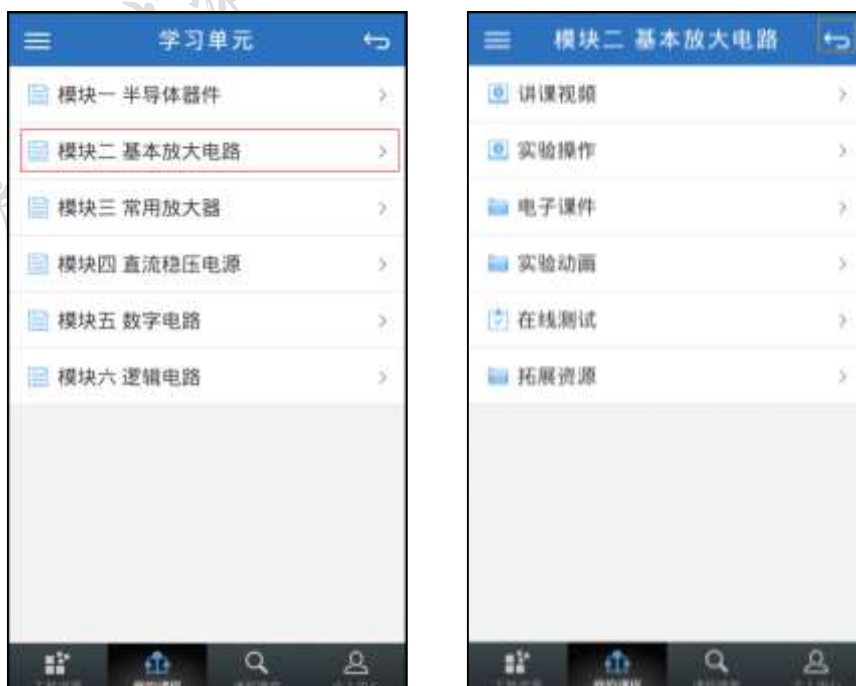 学习单元
模块一 半导体器件
模块二 基本放大电路
模块三 常用放大器
模块四 直流稳压电源
模块五 数字电路
模块六 逻辑电路
模块二 基本放大电路
讲课视频
实验操作
电子课件
实验动画
在线测试
拓展资源